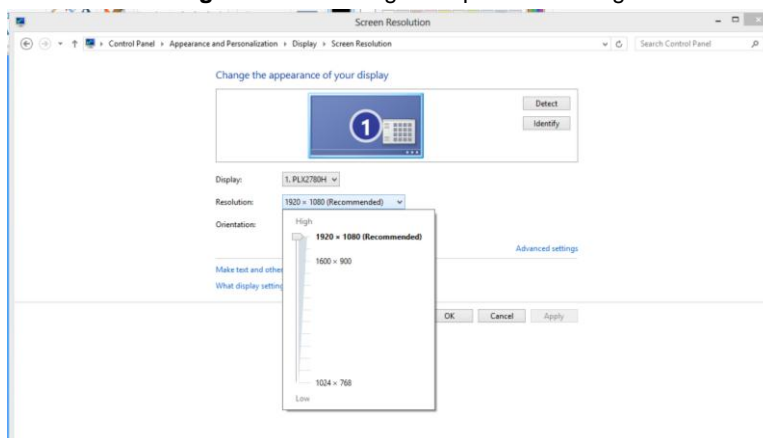 Screen Resolution
Control Panel ▸ Appearance and Personalization ▸ Display ▸ Screen Resolution
Search Control Panel
Change the appearance of your display
1
Detect
Identify
Display: 1. PLX2780H
Resolution: 1920 × 1080 (Recommended)
Orientation:
High
1920 × 1080 (Recommended)
1600 × 900
1024 × 768
Low
Advanced settings
Make text and other
What display setting
OK Cancel Apply